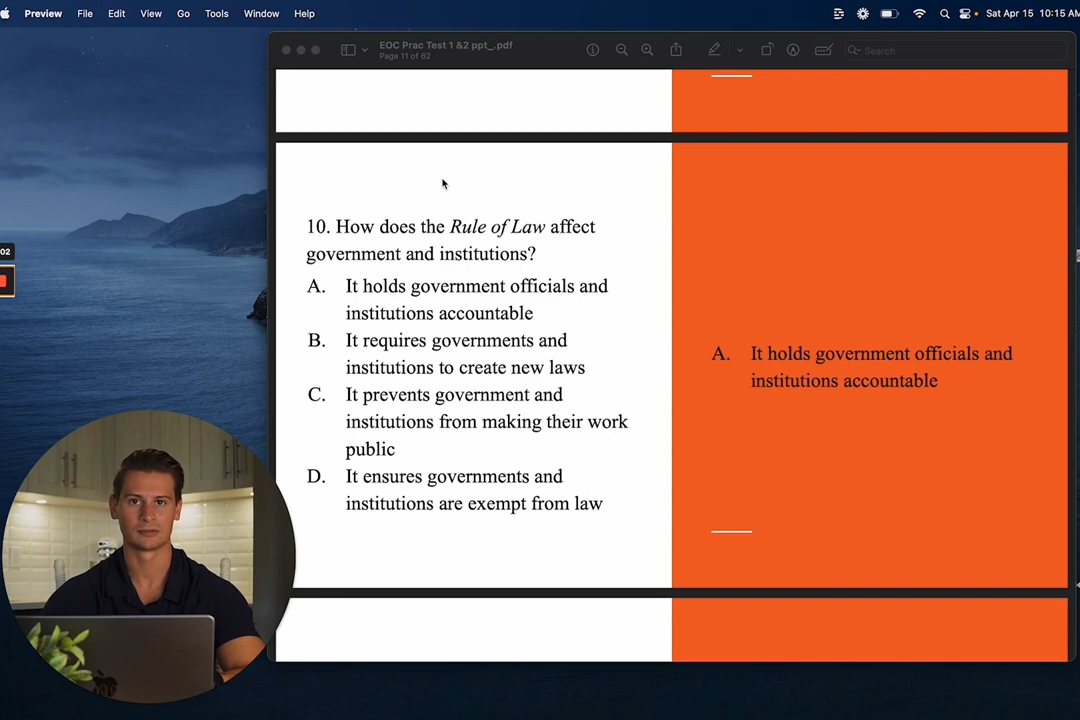 Preview File Edit View Go Tools Window Help
Sat Apr 15 10:15 AM
EOC Prac Test 1 &2 ppt_.pdf
Page 11 of 62
Search
02
10. How does the Rule of Law affect
government and institutions?
A. It holds government officials and
institutions accountable
B. It requires governments and
institutions to create new laws
C. It prevents government and
institutions from making their work
public
D. It ensures governments and
institutions are exempt from law
A. It holds government officials and
institutions accountable